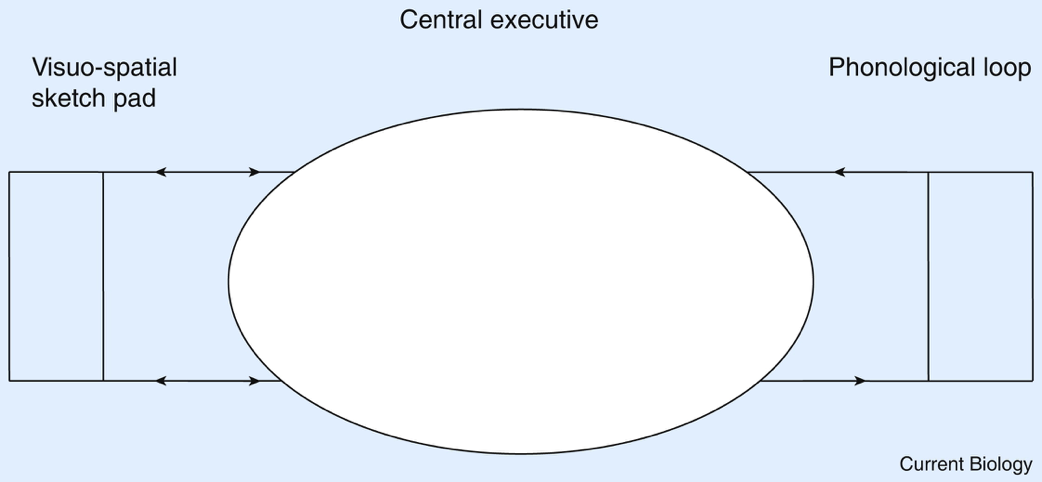 Central executive
Visuo-spatial
sketch pad
Phonological loop
Current Biology